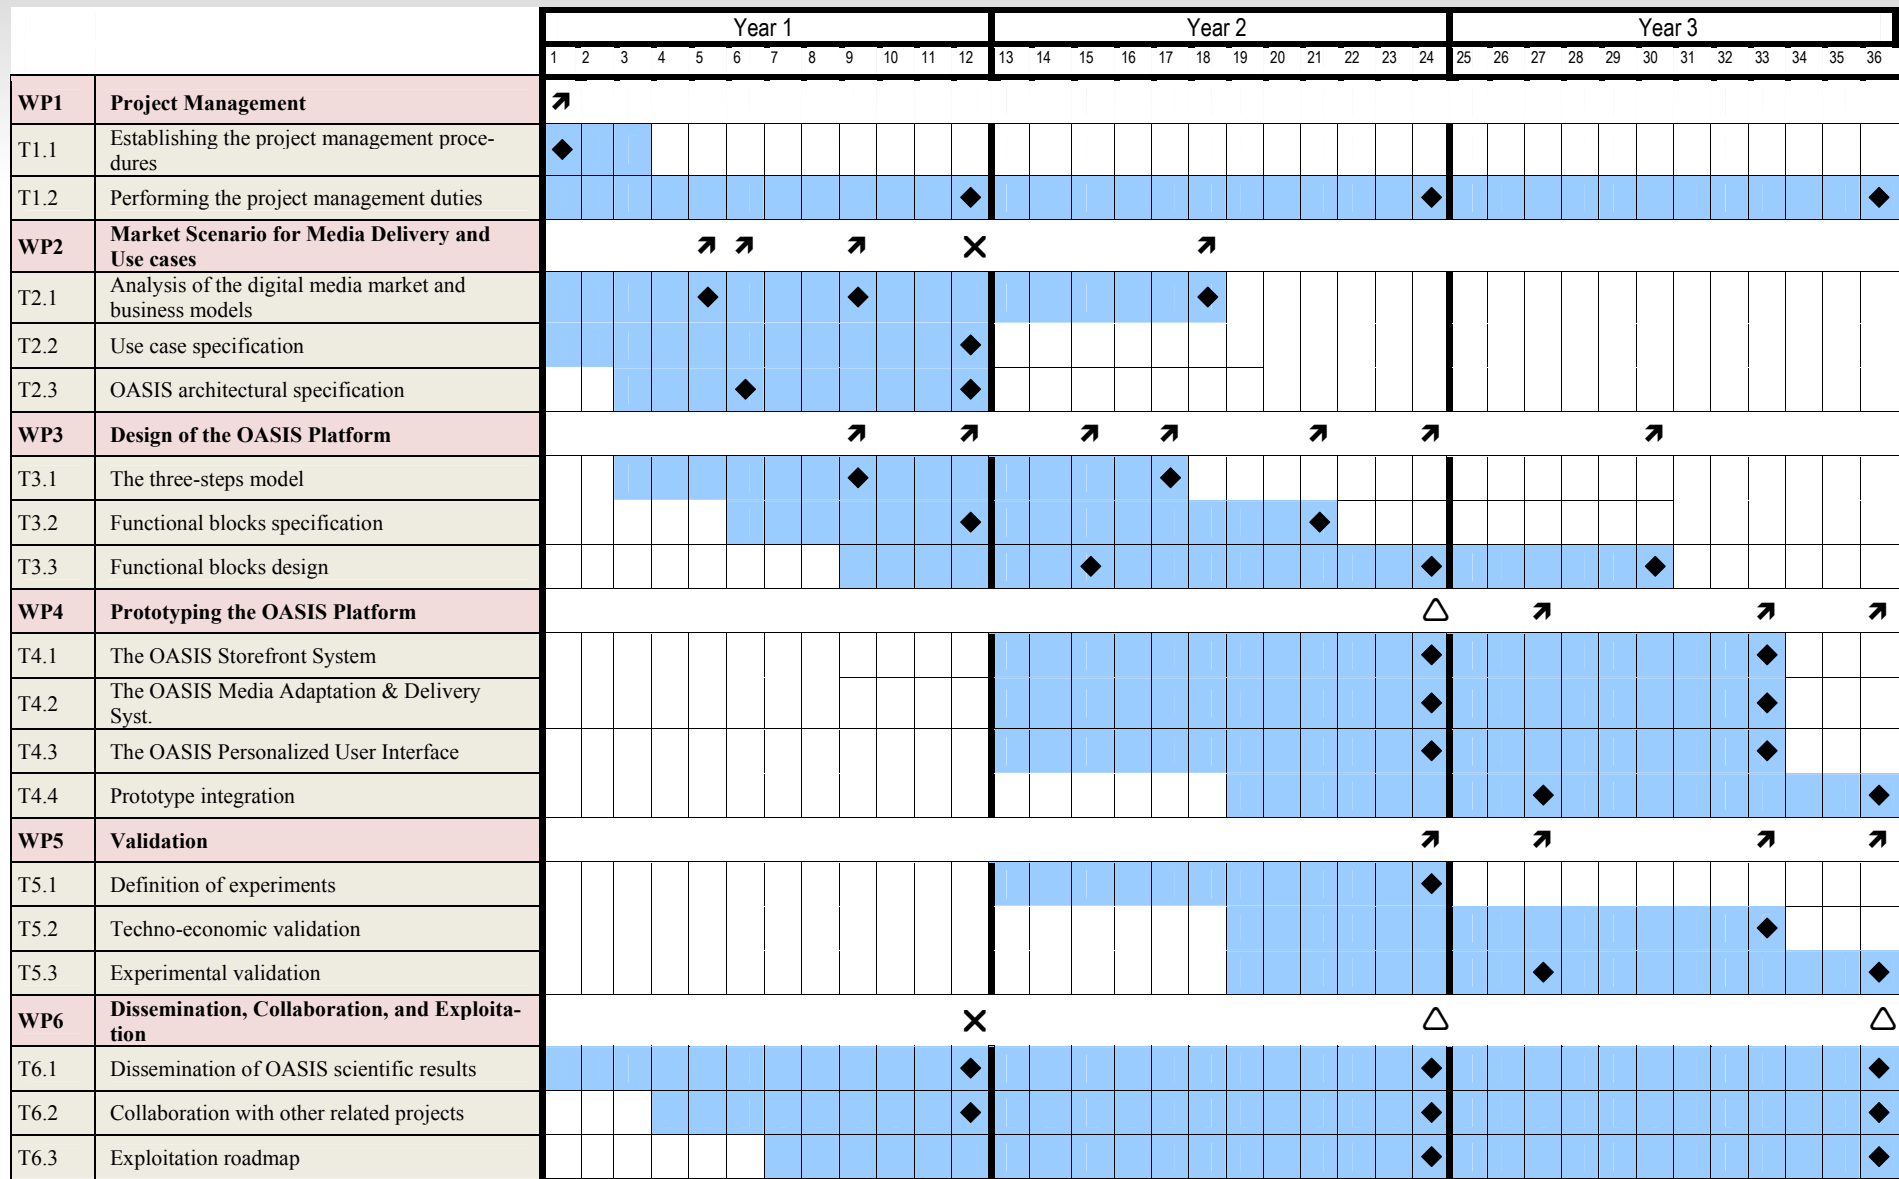 Year 1 Year 2 Year 3
1 2 3 4 5 6 7 8 9 10 11 12 13 14 15 16 17 18 19 20 21 22 23 24 25 26 27 28 29 30 31 32 33 34 35 36
WP1 Project Management
T1.1 Establishing the project management proce-
dures
T1.2 Performing the project management duties
WP2 Market Scenario for Media Delivery and
Use cases
T2.1 Analysis of the digital media market and
business models
T2.2 Use case specification
T2.3 OASIS architectural specification
WP3 Design of the OASIS Platform
T3.1 The three-steps model
T3.2 Functional blocks specification
T3.3 Functional blocks design
WP4 Prototyping the OASIS Platform
T4.1 The OASIS Storefront System
T4.2 The OASIS Media Adaptation & Delivery
Syst.
T4.3 The OASIS Personalized User Interface
T4.4 Prototype integration
WP5 Validation
T5.1 Definition of experiments
T5.2 Techno-economic validation
T5.3 Experimental validation
WP6 Dissemination, Collaboration, and Exploita-
tion
T6.1 Dissemination of OASIS scientific results
T6.2 Collaboration with other related projects
T6.3 Exploitation roadmap